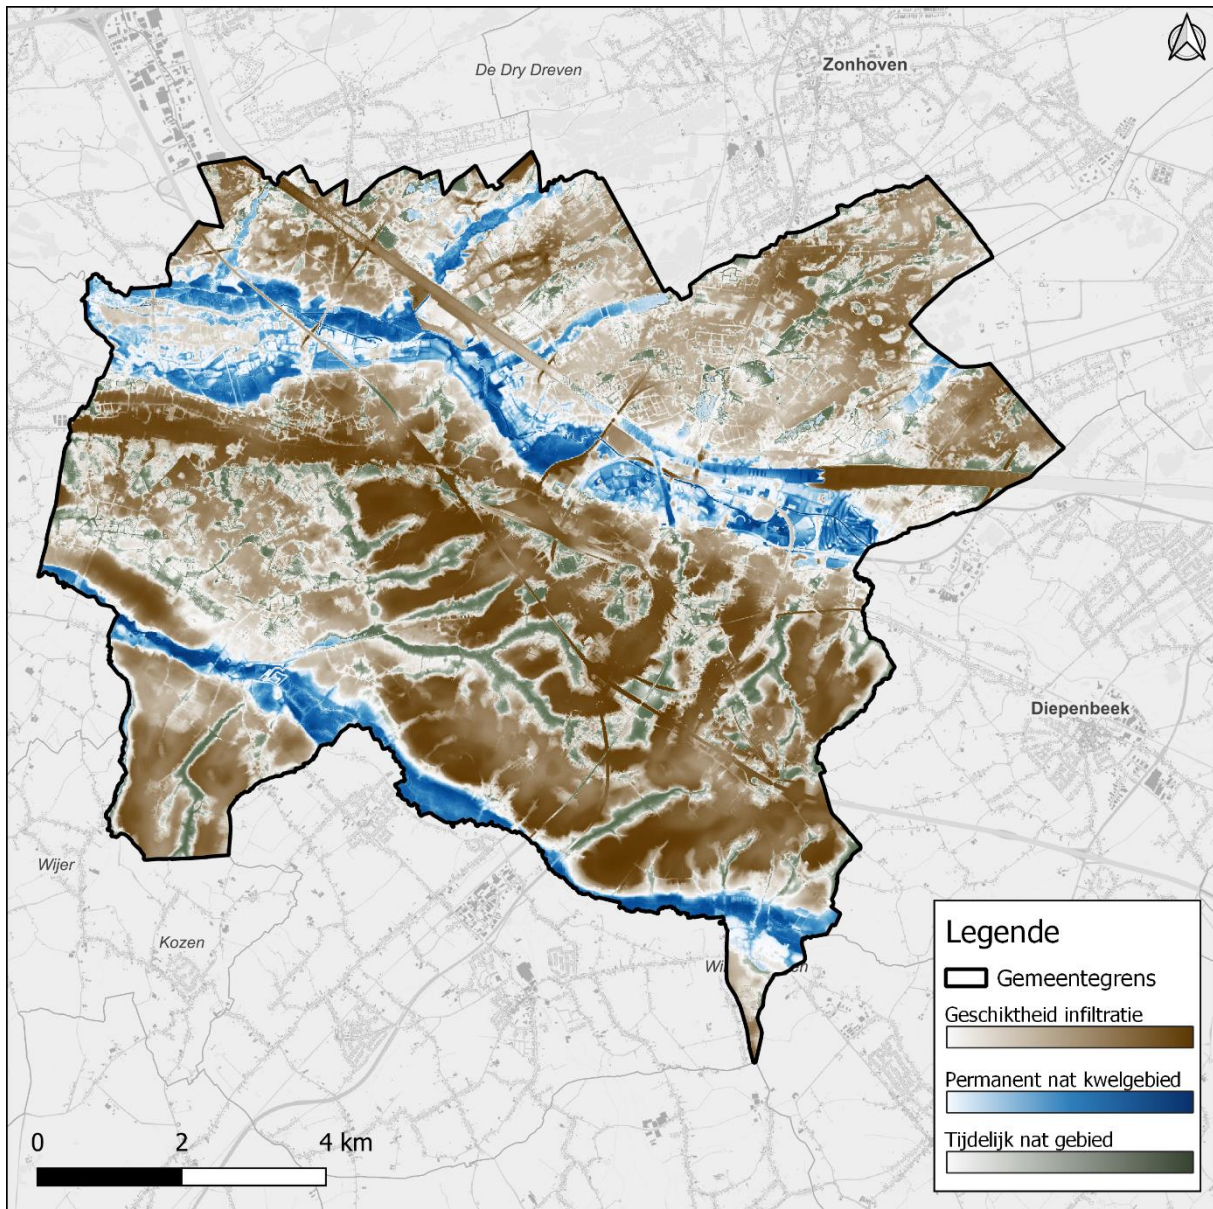 De Dry Dreven
Zonhoven
Diepenbeek
Wijer
Kozen
Legende
Gemeentegrens
Geschiktheid infiltratie
Permanent nat kwelgebied
Tijdelijk nat gebied
0 2 4 km